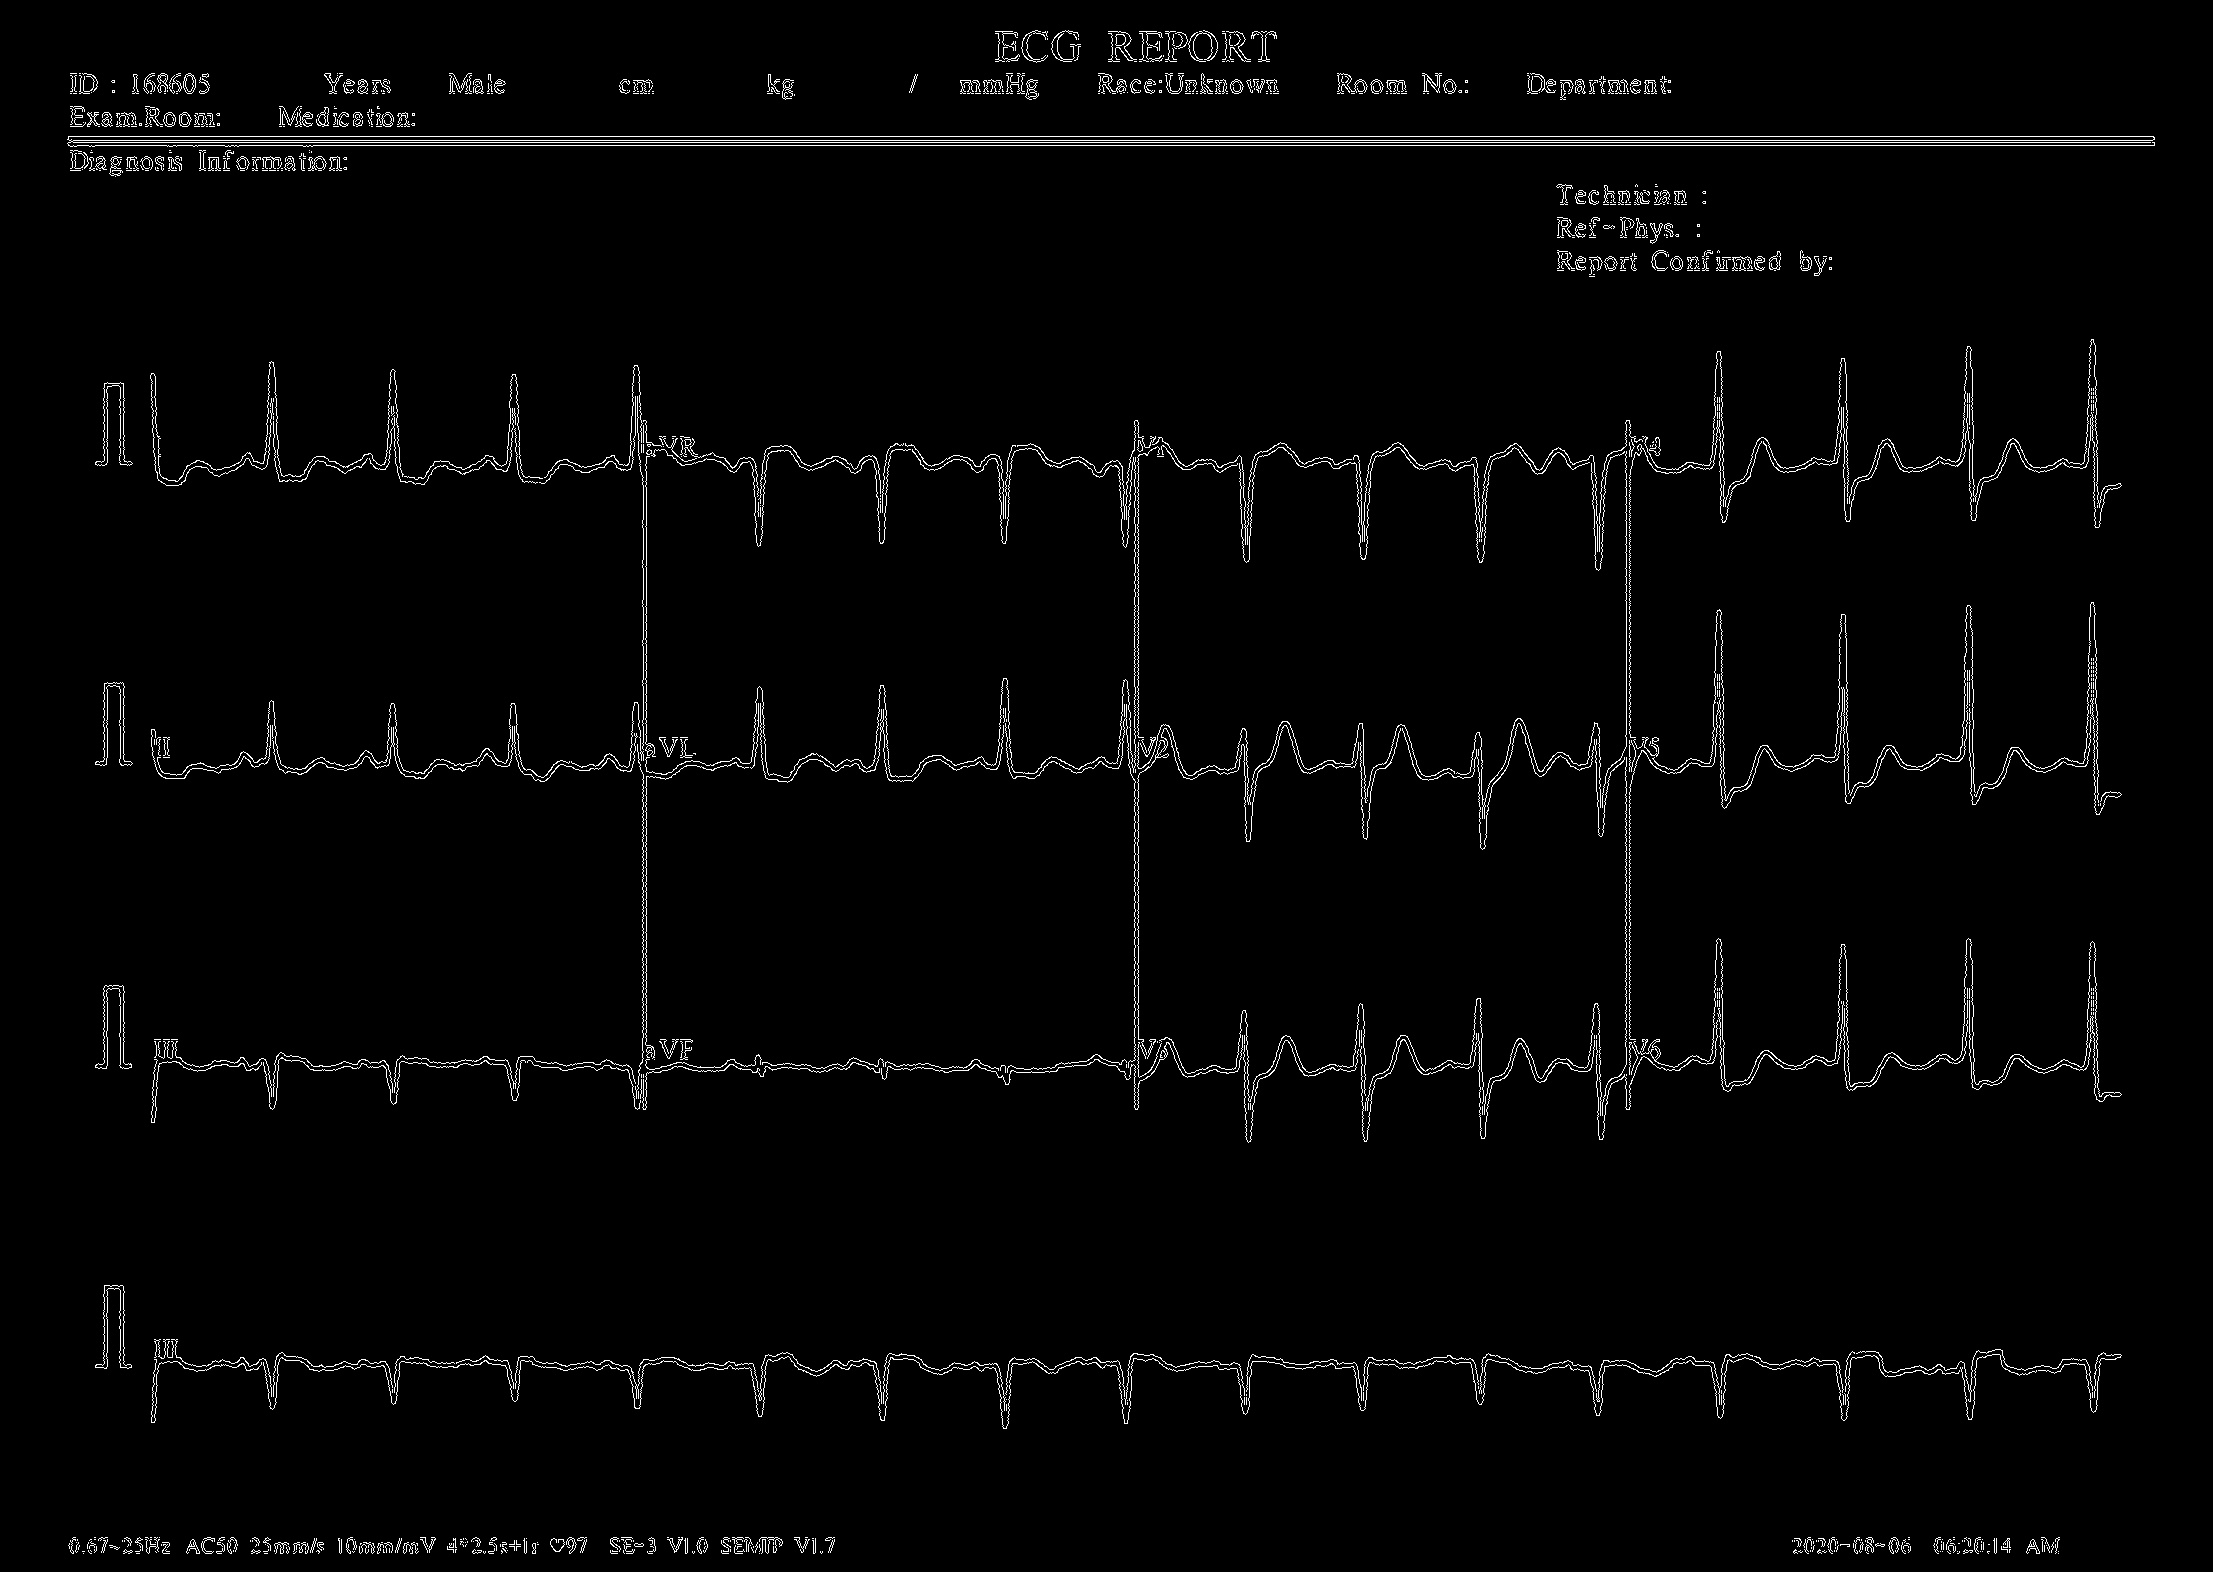 ECG REPORT
ID : 168605 Years Male cm kg / mmHg Race:Unknown Room No.: Department:
Exam.Room: Medication:
Diagnosis Information:
Technician :
Ref-Phys. :
Report Confirmed by:
aVR V1 V4
II aVL V2 V5
III aVF V3 V6
III
0.67~25Hz AC50 25mm/s 10mm/mV 4*2.5s+1r ♡97 SE-3 V1.0 SEMIP V1.7 2020-08-06 06:20:14 AM